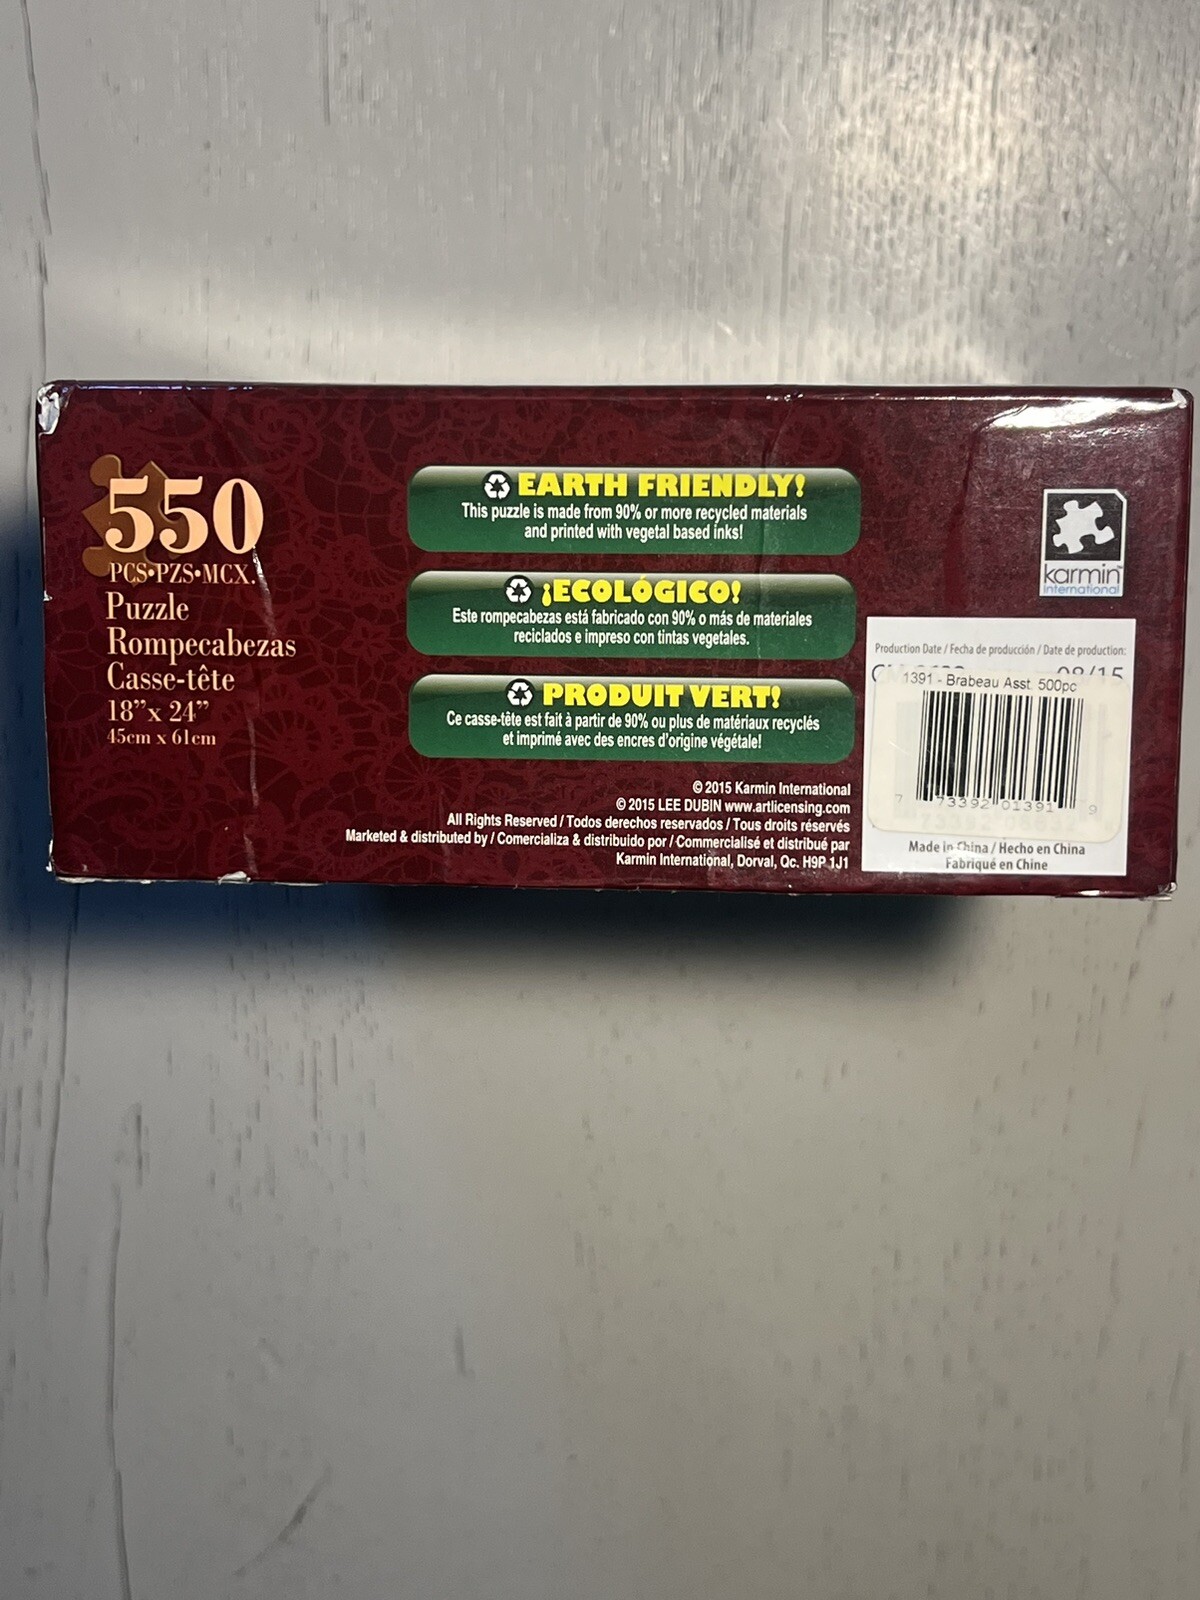 550
PCS•PZS•MCX.
Puzzle
Rompecabezas
Casse-tête
18”x 24”
45cm x 61cm
EARTH FRIENDLY!
This puzzle is made from 90% or more recycled materials
and printed with vegetal based inks!
¡ECOLÓGICO!
Este rompecabezas está fabricado con 90% o más de materiales
reciclados e impreso con tintas vegetales.
PRODUIT VERT!
Ce casse-tête est fait à partir de 90% ou plus de matériaux recyclés
et imprimé avec des encres d'origine végétale!
© 2015 Karmin International
© 2015 LEE DUBIN www.artlicensing.com
All Rights Reserved / Todos derechos reservados / Tous droits réservés
Marketed & distributed by / Comercializa & distribuido por / Commercialisé et distribué par
Karmin International, Dorval, Qc. H9P 1J1
karmin™
international
Production Date / Fecha de producción / Date de production:
08/15
1391 - Brabeau Asst. 500pc
7 73392 01391 9
Made in China / Hecho en China
Fabriqué en Chine